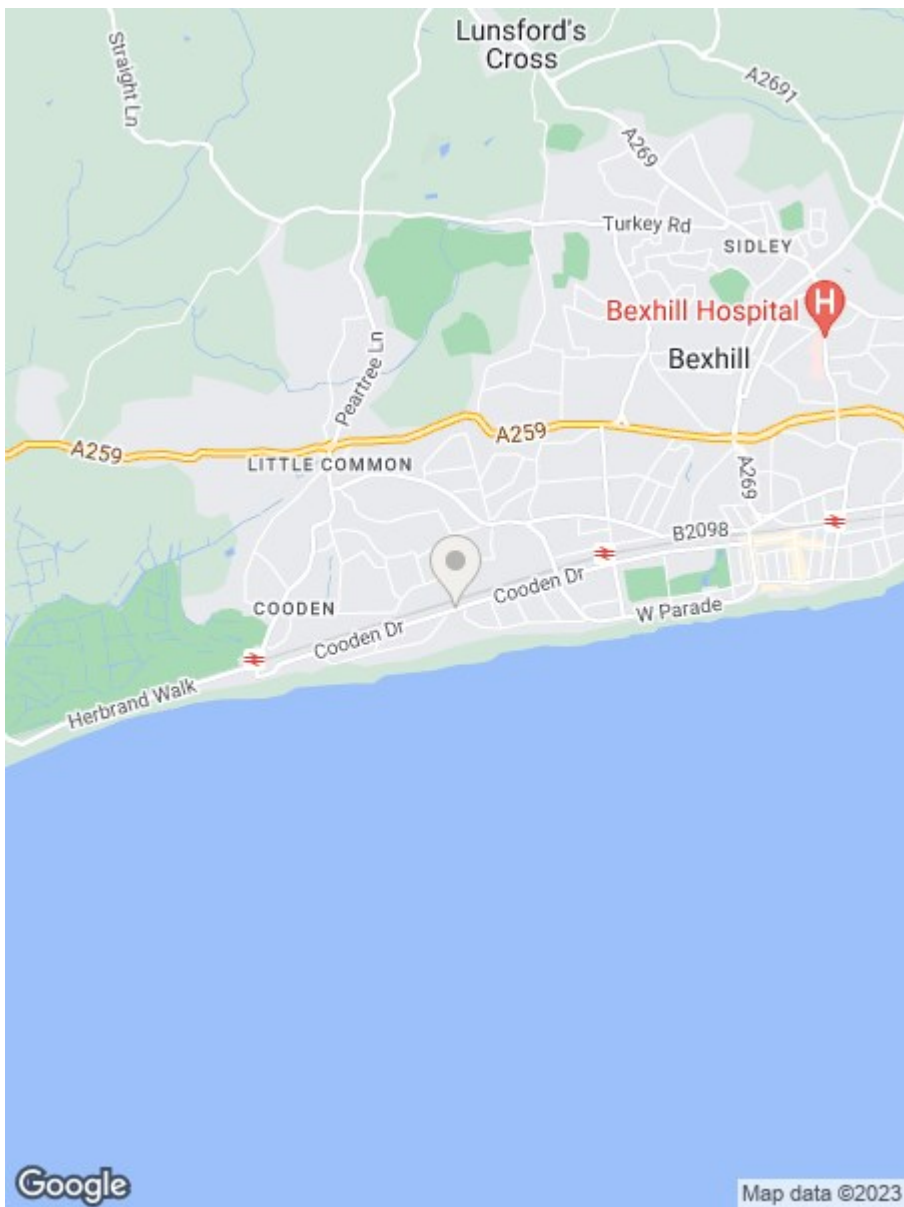 Lunsford's
Cross
Straight Ln
A2691
A269
Turkey Rd
SIDLEY
Bexhill Hospital
H
Bexhill
Peartree Ln
A259
A259
LITTLE COMMON
A269
B2098
Cooden Dr
COODEN
W Parade
Cooden Dr
Herbrand Walk
Google
Map data ©2023